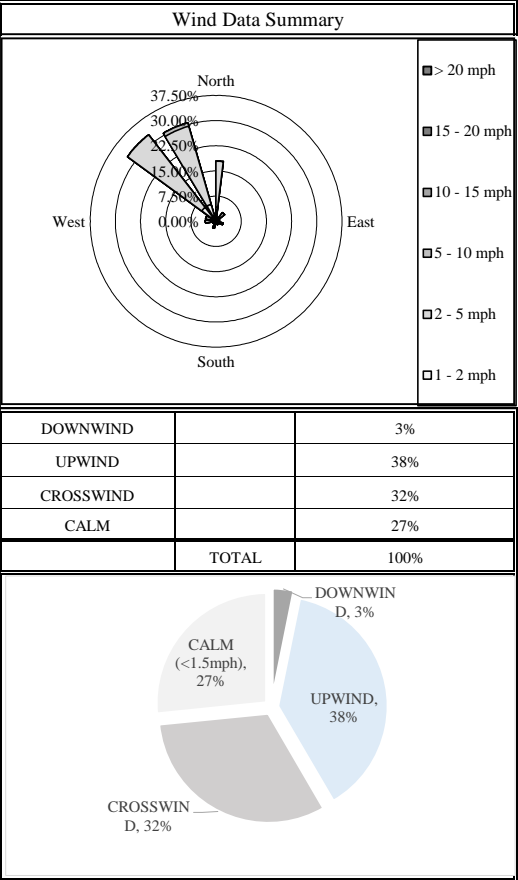 Wind Data Summary
North
37.50%
30.00%
22.50%
15.00%
7.50%
0.00%
West
East
South
> 20 mph
15 - 20 mph
10 - 15 mph
5 - 10 mph
2 - 5 mph
1 - 2 mph
DOWNWIND 3%
UPWIND 38%
CROSSWIND 32%
CALM 27%
TOTAL 100%
DOWNWIN
D, 3%
CALM
(<1.5mph),
27%
UPWIND,
38%
CROSSWIN
D, 32%